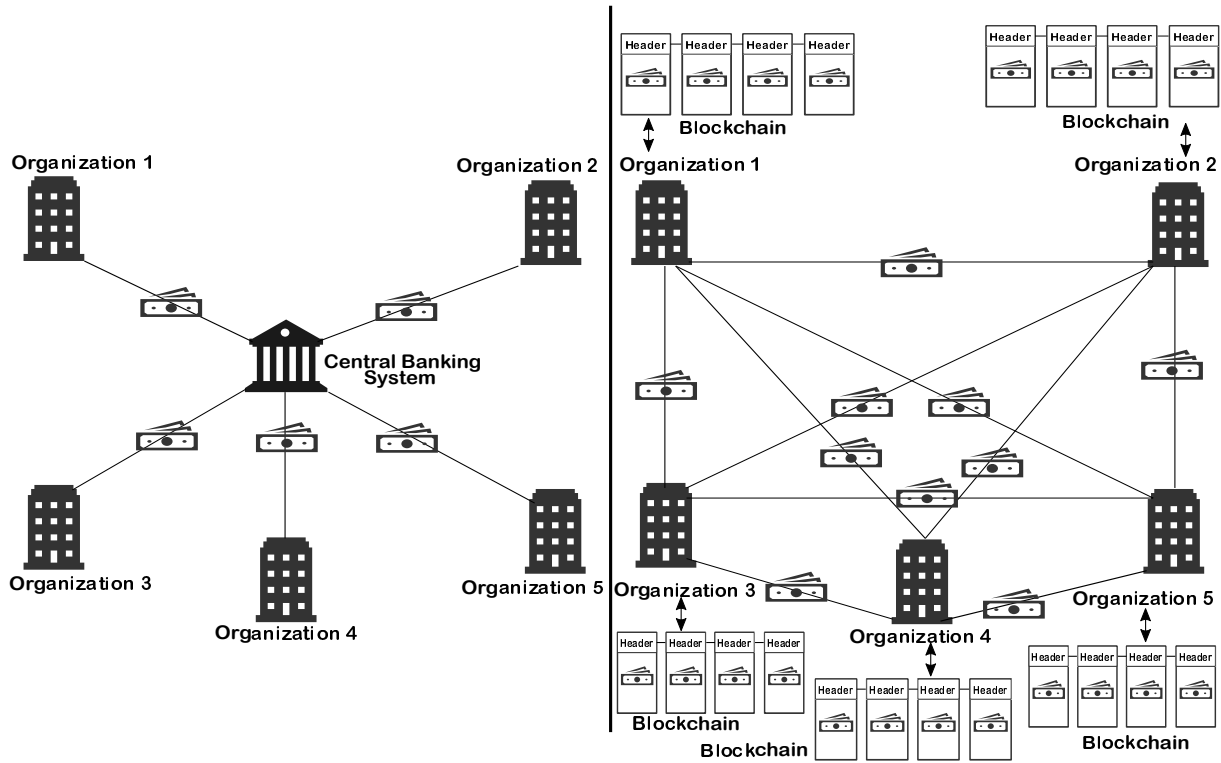 Organization 1
Organization 2
Central Banking
System
Organization 3
Organization 4
Organization 5
Header Header Header Header
Blockchain
Organization 1
Header Header Header Header
Blockchain
Organization 2
Organization 3
Header Header Header Header
Blockchain
Organization 4
Header Header Header Header
Blockchain
Organization 5
Header Header Header Header
Blockchain